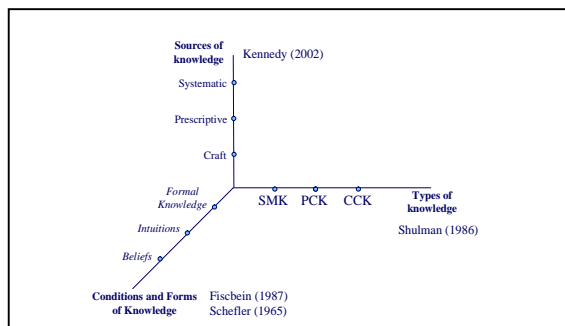 Sources of
knowledge
Kennedy (2002)
Systematic
Prescriptive
Craft
Formal
Knowledge
SMK PCK CCK
Types of
knowledge
Intuitions
Shulman (1986)
Beliefs
Conditions and Forms
of Knowledge
Fiscbein (1987)
Schefler (1965)